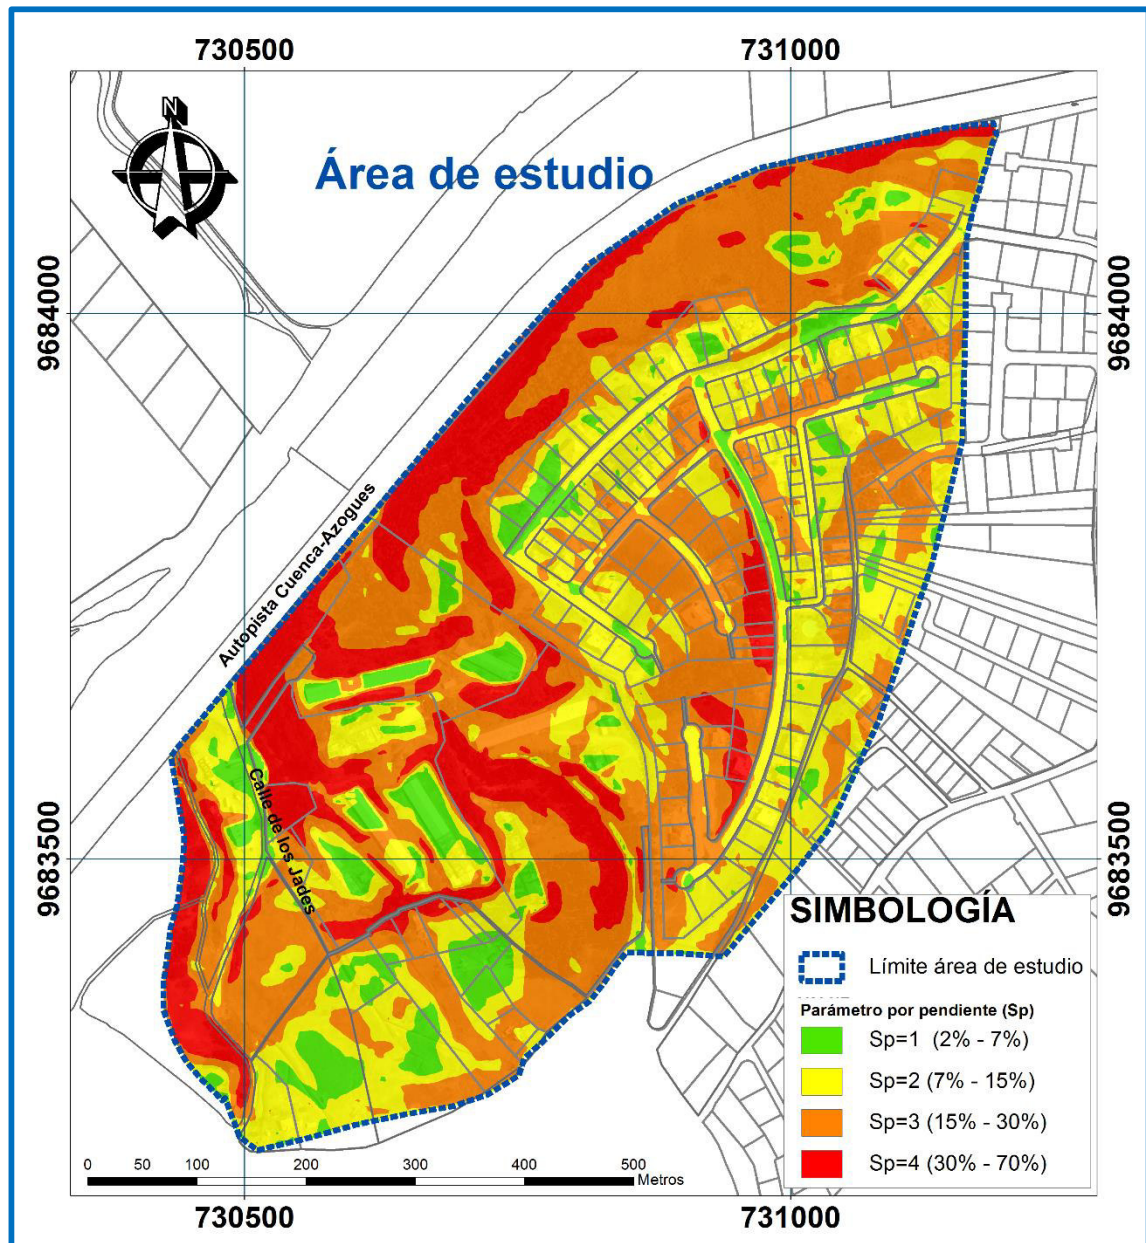 730500
731000
N
Área de estudio
9684000
9684000
Autopista Cuenca-Azogues
Calle de los Jades
9683500
9683500
SIMBOLOGÍA
Límite área de estudio
Parámetro por pendiente (Sp)
Sp=1 (2% - 7%)
Sp=2 (7% - 15%)
Sp=3 (15% - 30%)
Sp=4 (30% - 70%)
0 50 100 200 300 400 500
Metros
730500
731000